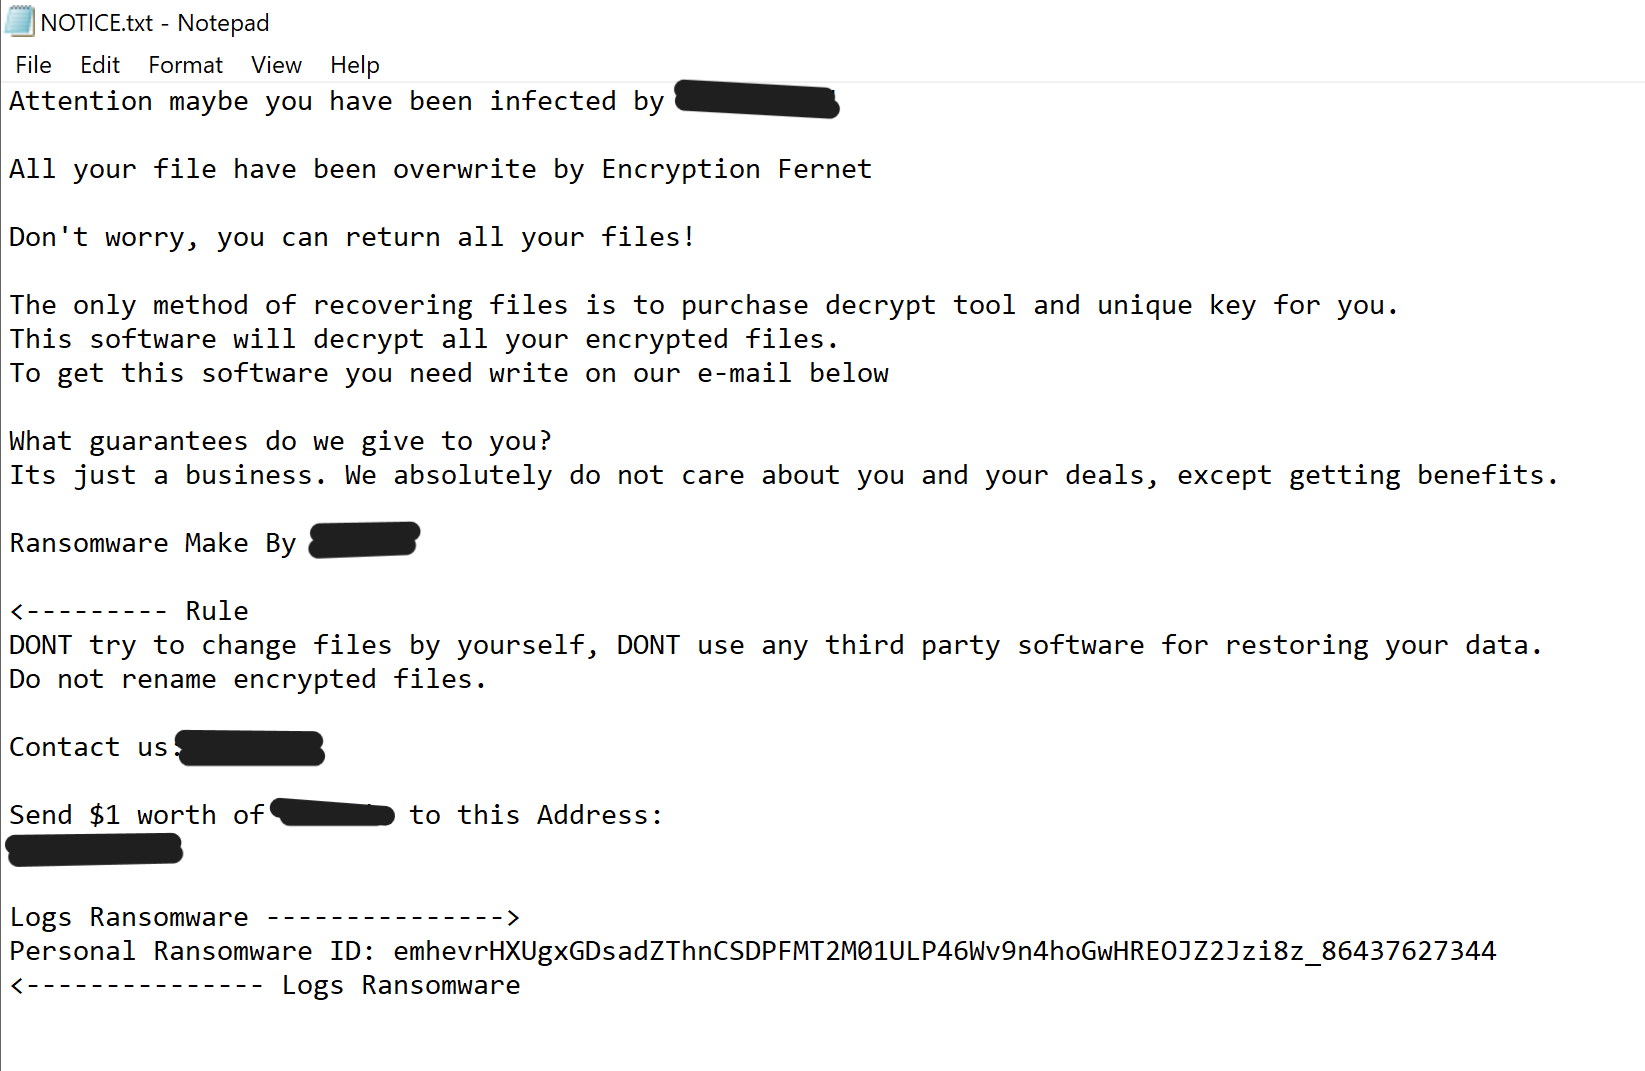 NOTICE.txt - Notepad
File Edit Format View Help
Attention maybe you have been infected by
All your file have been overwrite by Encryption Fernet
Don't worry, you can return all your files!
The only method of recovering files is to purchase decrypt tool and unique key for you.
This software will decrypt all your encrypted files.
To get this software you need write on our e-mail below
What guarantees do we give to you?
Its just a business. We absolutely do not care about you and your deals, except getting benefits.
Ransomware Make By
<--------- Rule
DONT try to change files by yourself, DONT use any third party software for restoring your data.
Do not rename encrypted files.
Contact us:
Send $1 worth of to this Address:
Logs Ransomware --------------->
Personal Ransomware ID: emhevrHXUgxGDsadZThnCSDPFMT2M01ULP46Wv9n4hoGwHREOJZ2Jzi8z_86437627344
<--------------- Logs Ransomware